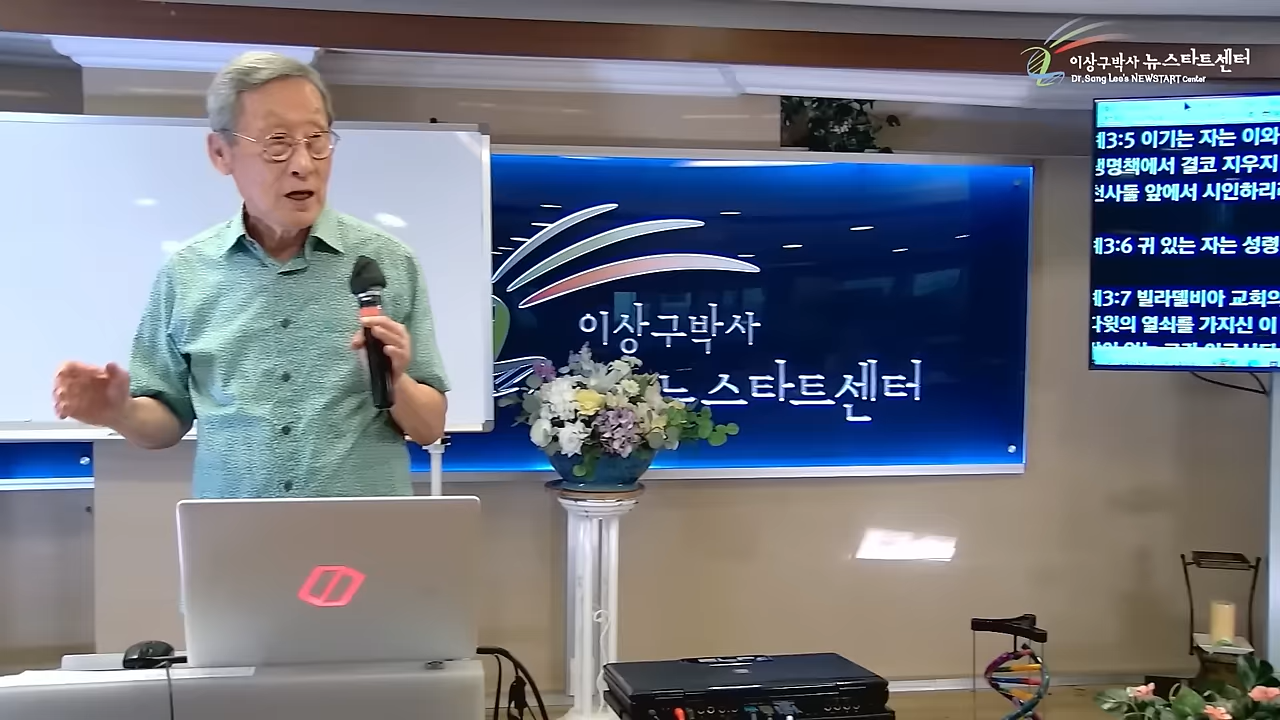 이상구박사 뉴스타트센터
Dr. Sang Lee's NEWSTART Center
3:5 이기는 자는 이와
생명책에서 결코 지우지
천사들 앞에서 시인하리라
3:6 귀 있는 자는 성령
3:7 빌라델비아 교회의
다윗의 열쇠를 가지신 이
이상구박사
뉴스타트센터